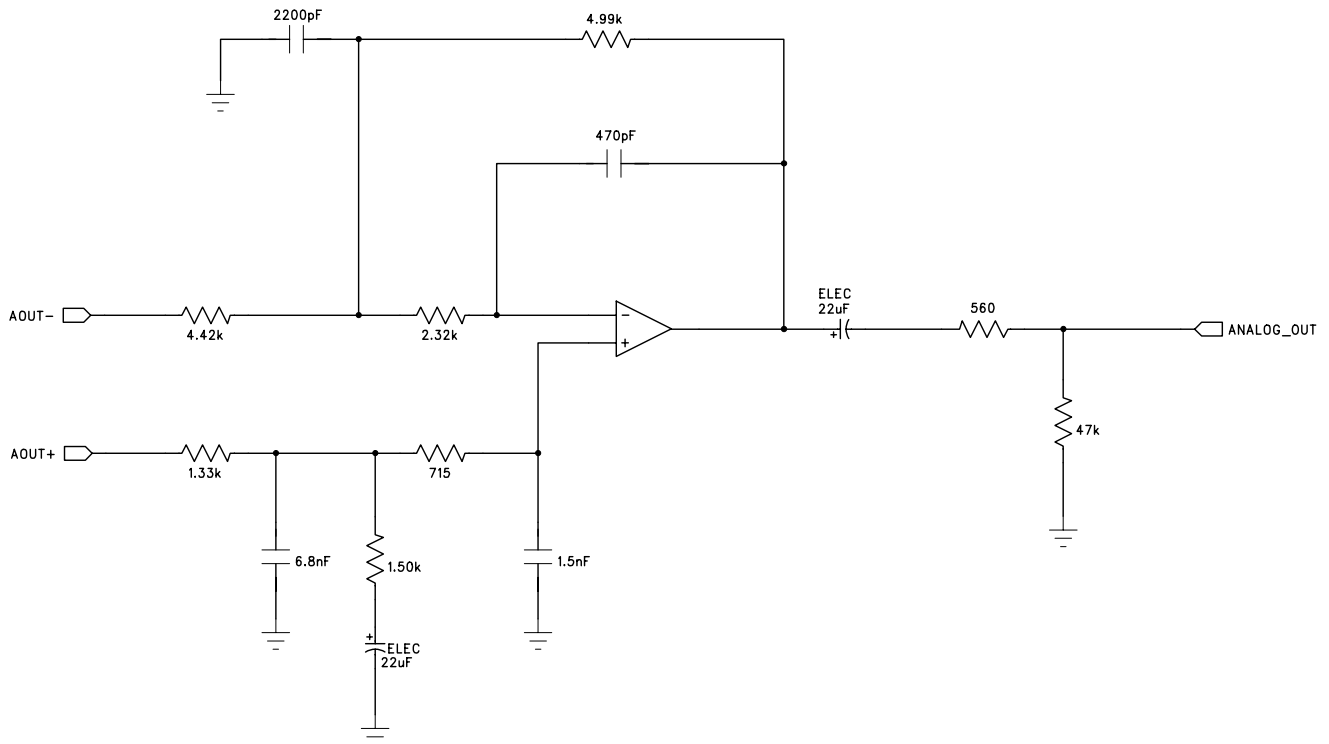 2200pF
4.99k
470pF
AOUT-
4.42k
2.32k
-
+
ELEC
22uF
+
560
ANALOG_OUT
47k
AOUT+
1.33k
715
6.8nF
1.50k
1.5nF
+
ELEC
22uF